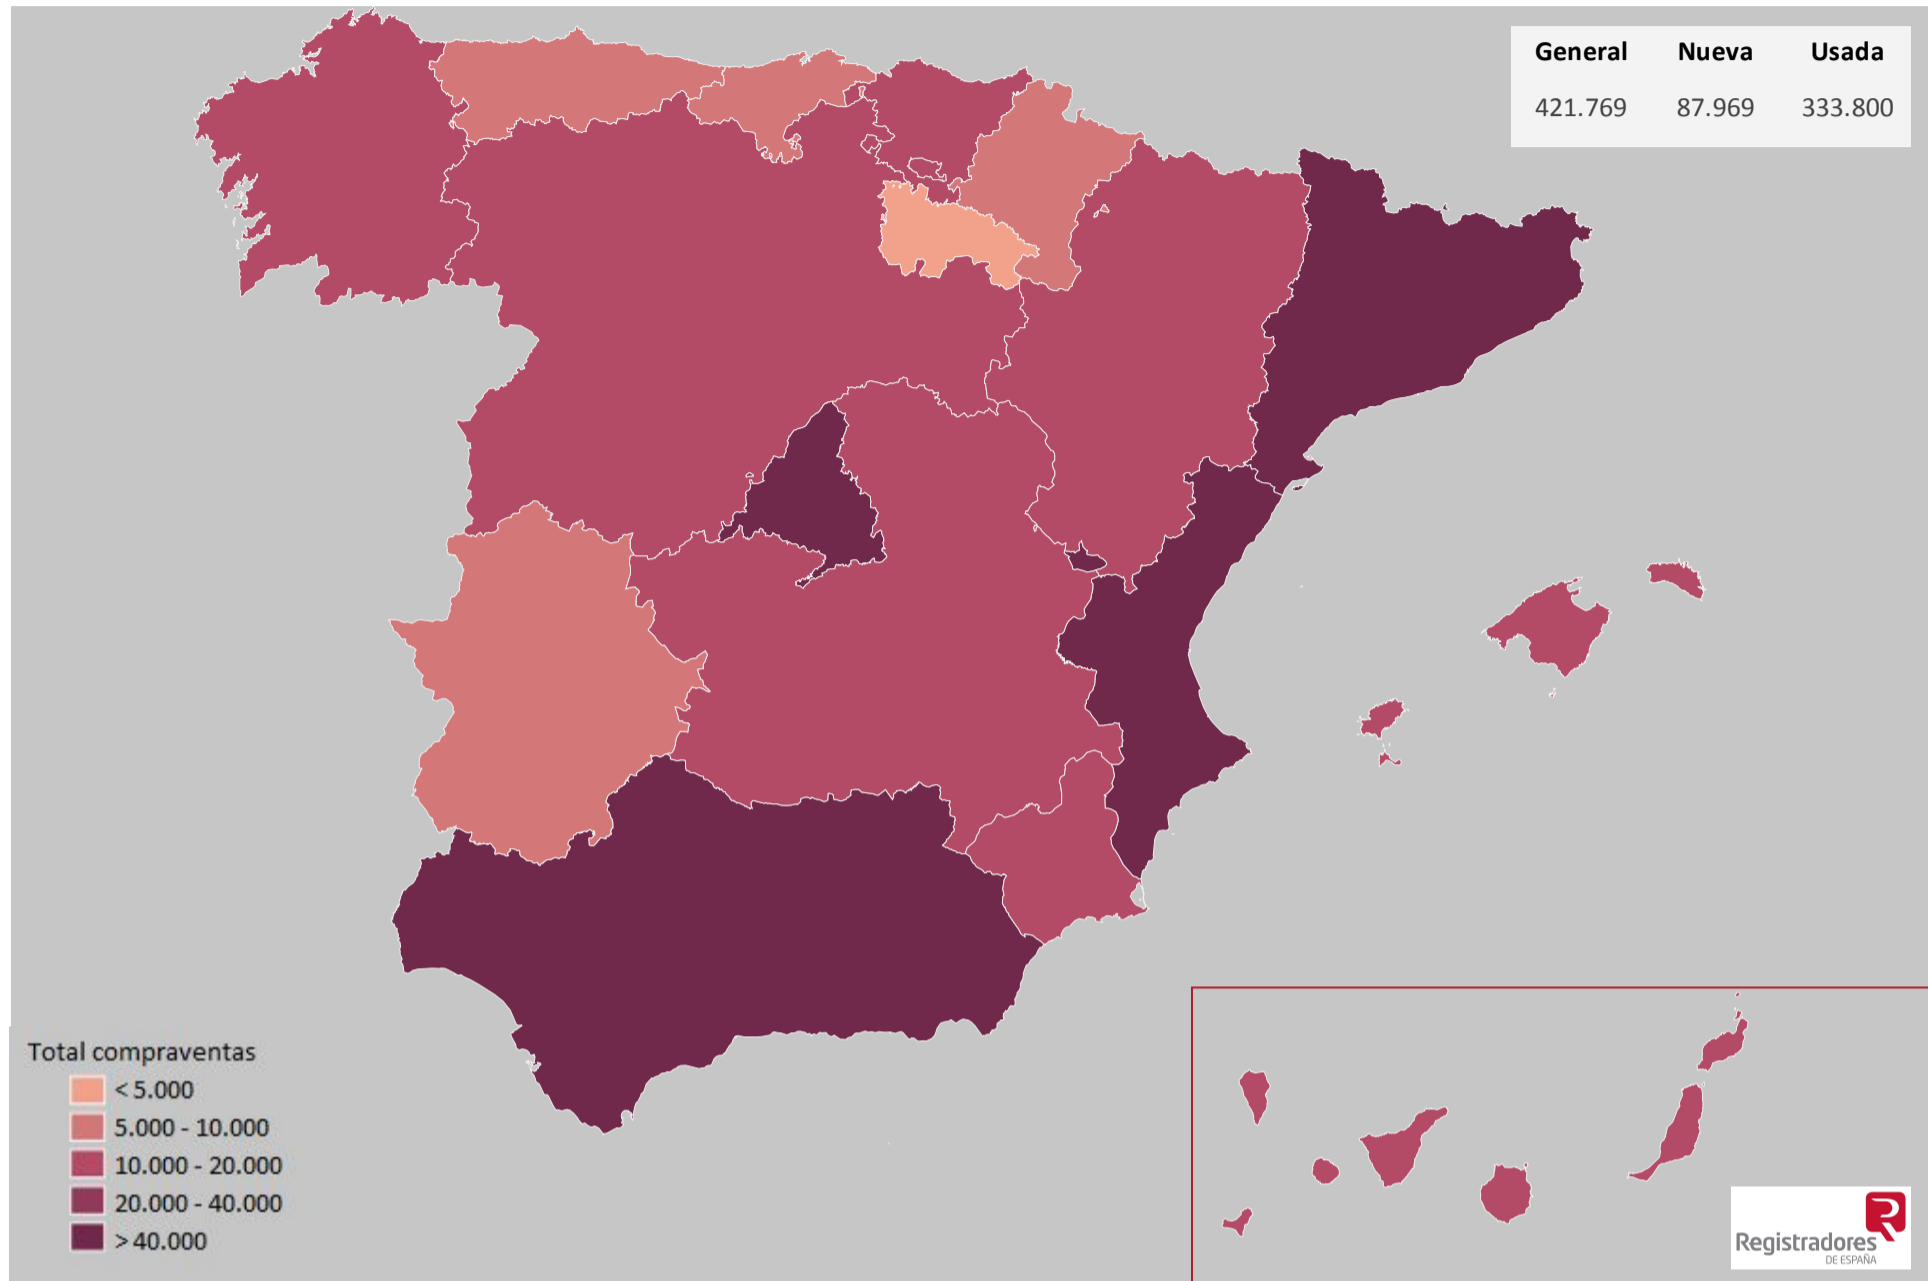 General Nueva Usada
421.769 87.969 333.800
Total compraventas
< 5.000
5.000 - 10.000
10.000 - 20.000
20.000 - 40.000
> 40.000
Registradores
DE ESPAÑA